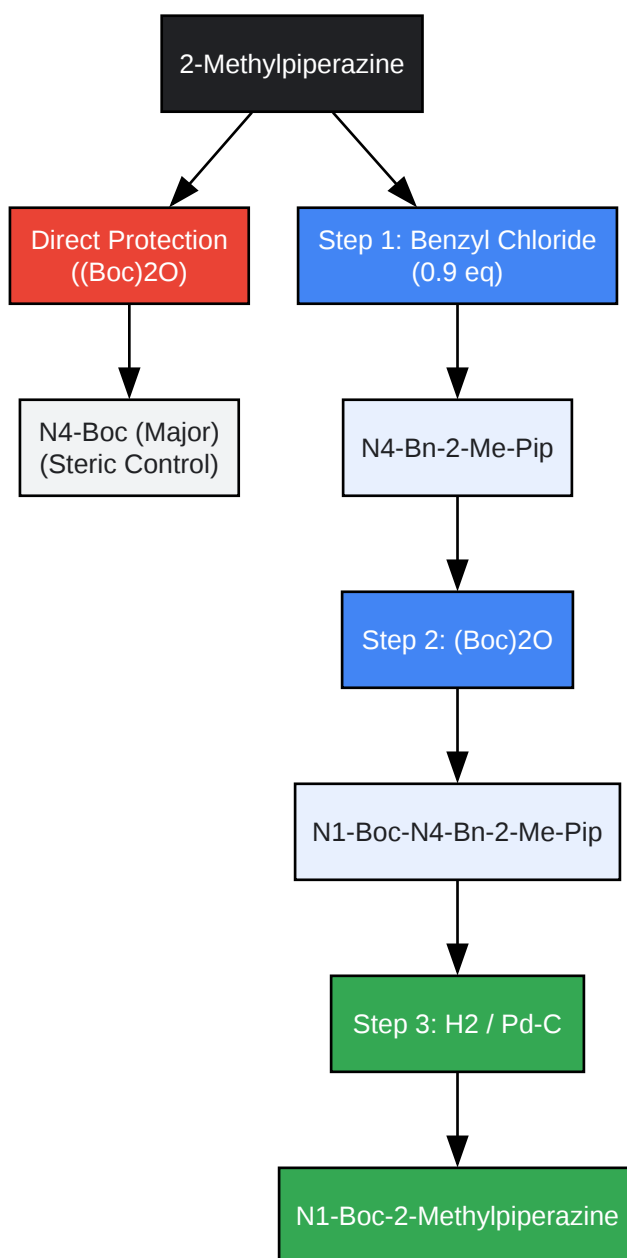 2-Methylpiperazine
Direct Protection
((Boc)2O)
Step 1: Benzyl Chloride
(0.9 eq)
N4-Boc (Major)
(Steric Control)
N4-Bn-2-Me-Pip
Step 2: (Boc)2O
N1-Boc-N4-Bn-2-Me-Pip
Step 3: H2 / Pd-C
N1-Boc-2-Methylpiperazine